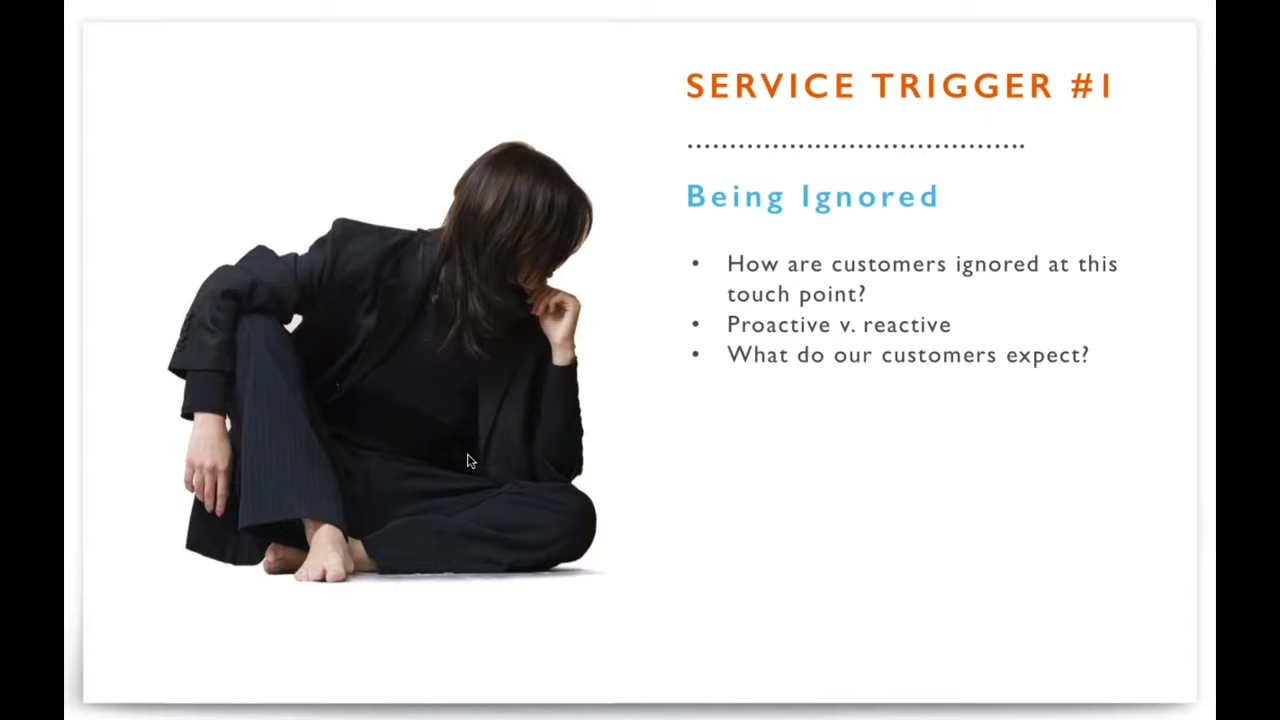 SERVICE TRIGGER #1
Being Ignored
• How are customers ignored at this
touch point?
• Proactive v. reactive
• What do our customers expect?